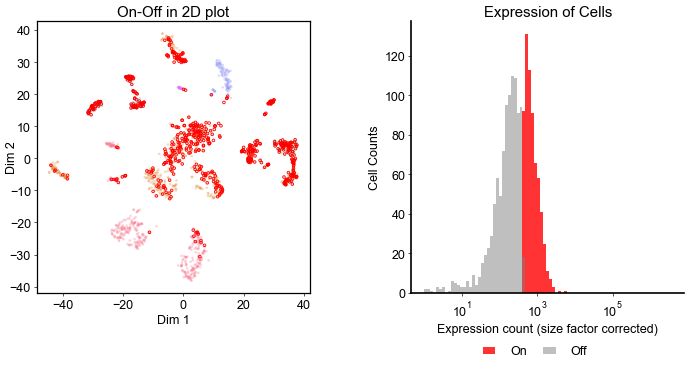 On-Off in 2D plot
40
30
20
10
0
−10
−20
−30
−40
Dim 2
−40 −20 0 20 40
Dim 1
Expression of Cells
120
100
80
60
40
20
0
Cell Counts
10^1 10^3 10^5
Expression count (size factor corrected)
On Off